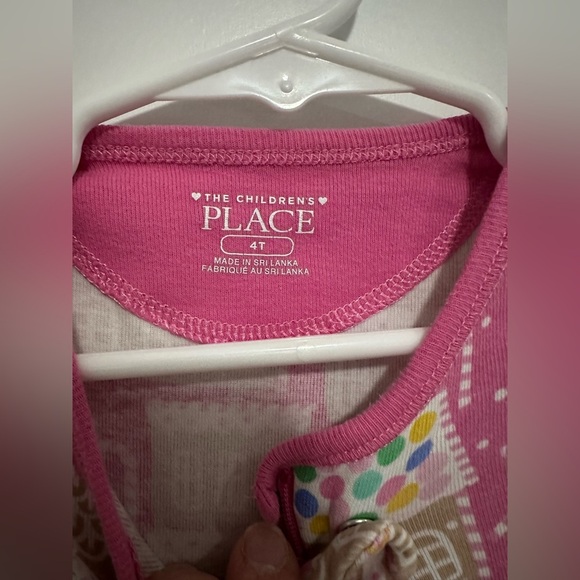 THE CHILDREN'S
PLACE
4T
MADE IN SRI LANKA
FABRIQUÉ AU SRI LANKA